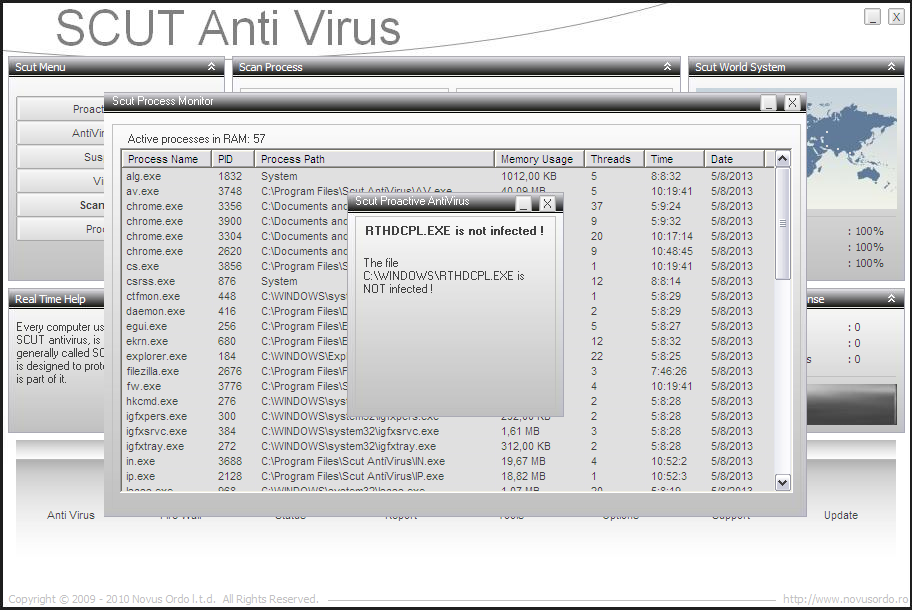 SCUT Anti Virus
Scut Menu
Scan Process
Scut World System
Proact
AntiVir
Sus
Vi
Scan
Proc
: 100%
: 100%
: 100%
Scut Process Monitor
Active processes in RAM: 57
Process Name PID Process Path Memory Usage Threads Time Date
alg.exe 1832 System 1012,00 KB 5 8:8:32 5/8/2013
av.exe 3748 C:\Program Files\Scut AntiVirus\AV.exe 40,09 MB 5 10:19:41 5/8/2013
chrome.exe 3356 C:\Documents and 37 5:9:24 5/8/2013
chrome.exe 3900 C:\Documents and 9 5:9:32 5/8/2013
chrome.exe 3304 C:\Documents and 20 10:17:14 5/8/2013
chrome.exe 2620 C:\Documents and 9 10:48:45 5/8/2013
cs.exe 3856 C:\Program Files\S 1 10:19:41 5/8/2013
csrss.exe 876 System 12 8:8:14 5/8/2013
ctfmon.exe 448 C:\WINDOWS\syst 1 5:8:29 5/8/2013
daemon.exe 416 C:\Program Files\D 2 5:8:29 5/8/2013
egui.exe 256 C:\Program Files\E 5 5:8:27 5/8/2013
ekrn.exe 680 C:\Program Files\E 12 5:8:32 5/8/2013
explorer.exe 184 C:\WINDOWS\Expl 22 5:8:25 5/8/2013
filezilla.exe 2676 C:\Program Files\F 3 7:46:26 5/8/2013
fw.exe 3776 C:\Program Files\S 4 10:19:41 5/8/2013
hkcmd.exe 276 C:\WINDOWS\syst 2 5:8:28 5/8/2013
igfxpers.exe 300 C:\WINDOWS\system32\igfxpers.exe 292,00 KB 2 5:8:28 5/8/2013
igfxsrvc.exe 384 C:\WINDOWS\system32\igfxsrvc.exe 1,61 MB 3 5:8:28 5/8/2013
igfxtray.exe 272 C:\WINDOWS\system32\igfxtray.exe 312,00 KB 2 5:8:28 5/8/2013
in.exe 3688 C:\Program Files\Scut AntiVirus\IN.exe 19,67 MB 4 10:52:2 5/8/2013
ip.exe 2128 C:\Program Files\Scut AntiVirus\IP.exe 18,82 MB 1 10:52:3 5/8/2013
lsass.exe 968 C:\WINDOWS\system32\lsass.exe 1,07 MB 20 5:8:19 5/8/2013
Scut Proactive AntiVirus
RTHDCPL.EXE is not infected !
The file
C:\WINDOWS\RTHDCPL.EXE is
NOT infected !
Real Time Help
Every computer us
SCUT antivirus, is
generally called SC
is designed to prote
is part of it.
nse
: 0
: 0
s : 0
Anti Virus Fire Wall Status Report Tools Options Support Update
Copyright © 2009 - 2010 Novus Ordo l.t.d. All Rights Reserved.
http://www.novusordo.ro